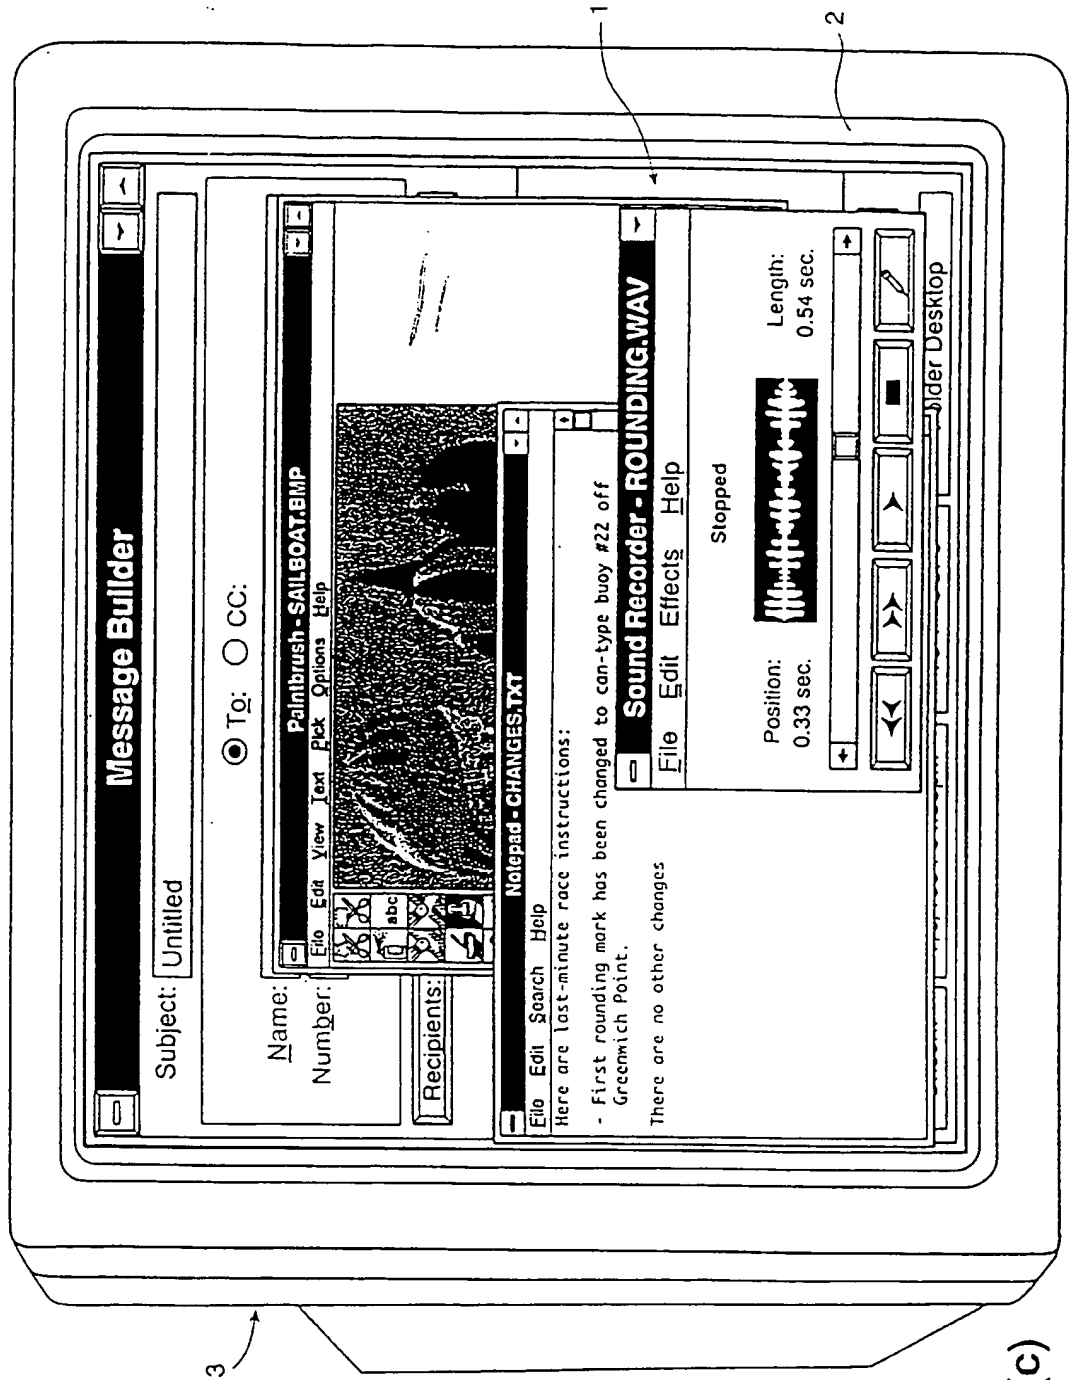 Message Builder
Subject: Untitled
To: CC:
Name:
Number:
Recipients:
Paintbrush - SAILBOAT.BMP
File Edit View Text Pick Options Help
abc
Notepad - CHANGES.TXT
File Edit Search Help
Here are last-minute race instructions:
- First rounding mark has been changed to can-type buoy #22 off
Greenwich Point.
There are no other changes
Sound Recorder - ROUNDING.WAV
File Edit Effects Help
Stopped
Position: Length:
0.33 sec. 0.54 sec.
lder Desktop
1
2
3
c)